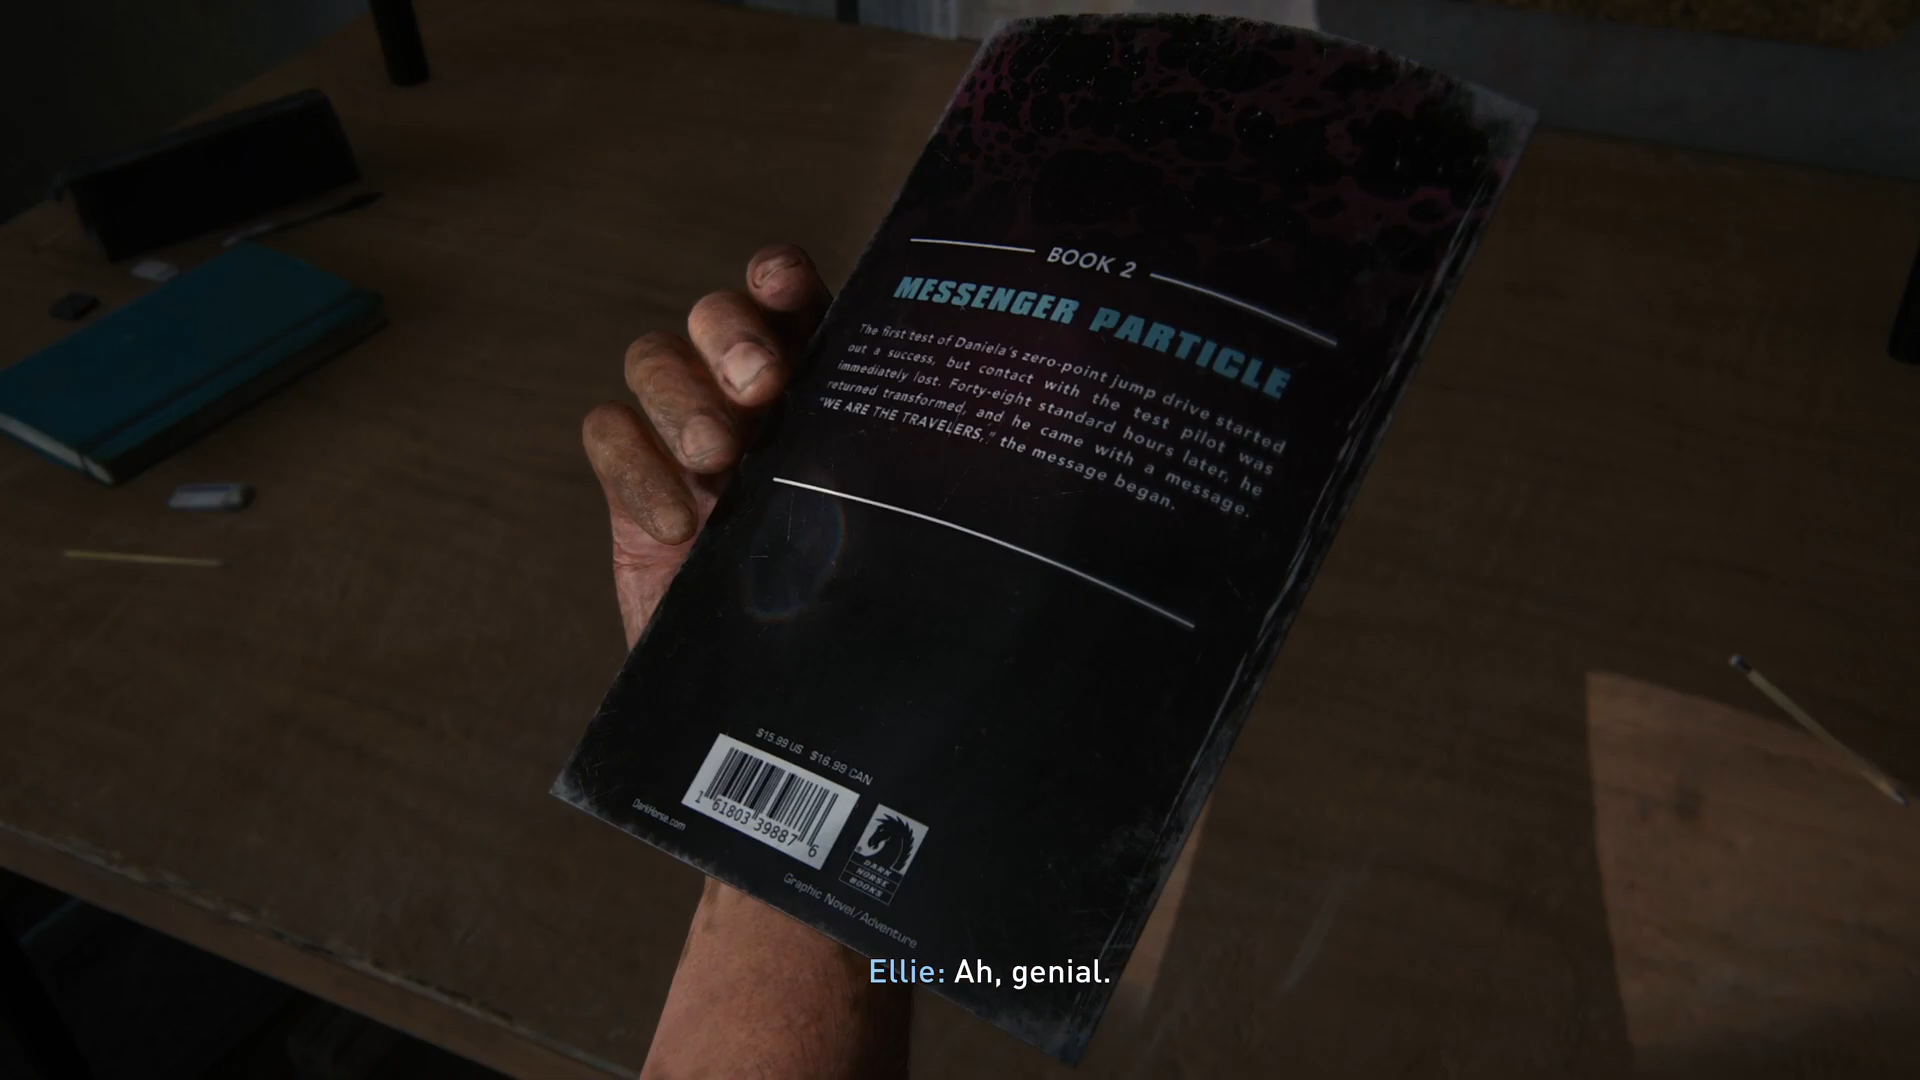 BOOK 2
MESSENGER PARTICLE
The first test of Daniela's zero-point jump drive started
out a success, but contact with the test pilot was
immediately lost. Forty-eight standard hours later, he
returned transformed, and he came with a message.
"WE ARE THE TRAVELERS," the message began.
$15.99 US $16.99 CAN
1 61803 39887 6
DarkHorse.com
DARK
HORSE
BOOKS
Graphic Novel/Adventure
Ellie: Ah, genial.